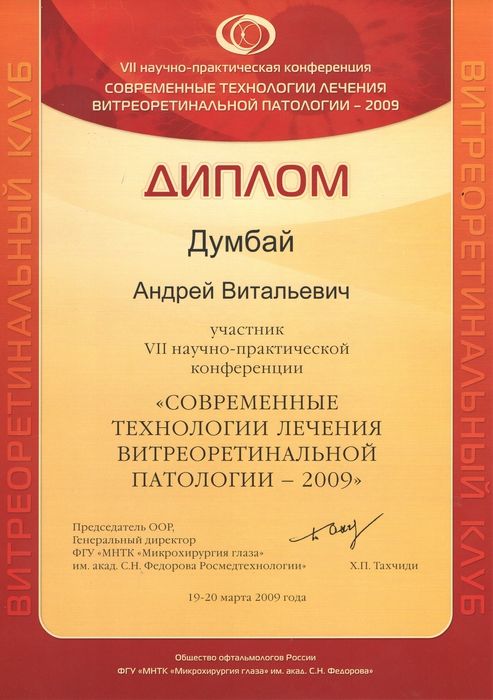 VII научно-практическая конференция
СОВРЕМЕННЫЕ ТЕХНОЛОГИИ ЛЕЧЕНИЯ
ВИТРЕОРЕТИНАЛЬНОЙ ПАТОЛОГИИ – 2009
ВИТРЕОРЕТИНАЛЬНЫЙ КЛУБ
ВИТРЕОРЕТИНАЛЬНЫЙ КЛУБ
ДИПЛОМ
Думбай
Андрей Витальевич
участник
VII научно-практической
конференции
«СОВРЕМЕННЫЕ
ТЕХНОЛОГИИ ЛЕЧЕНИЯ
ВИТРЕОРЕТИНАЛЬНОЙ
ПАТОЛОГИИ – 2009»
Председатель ООР,
Генеральный директор
ФГУ «МНТК «Микрохирургия глаза»
им. акад. С.Н. Федорова Росмедтехнологии»
Х.П. Тахчиди
19-20 марта 2009 года
Общество офтальмологов России
ФГУ «МНТК «Микрохирургия глаза» им. акад. С.Н. Федорова»